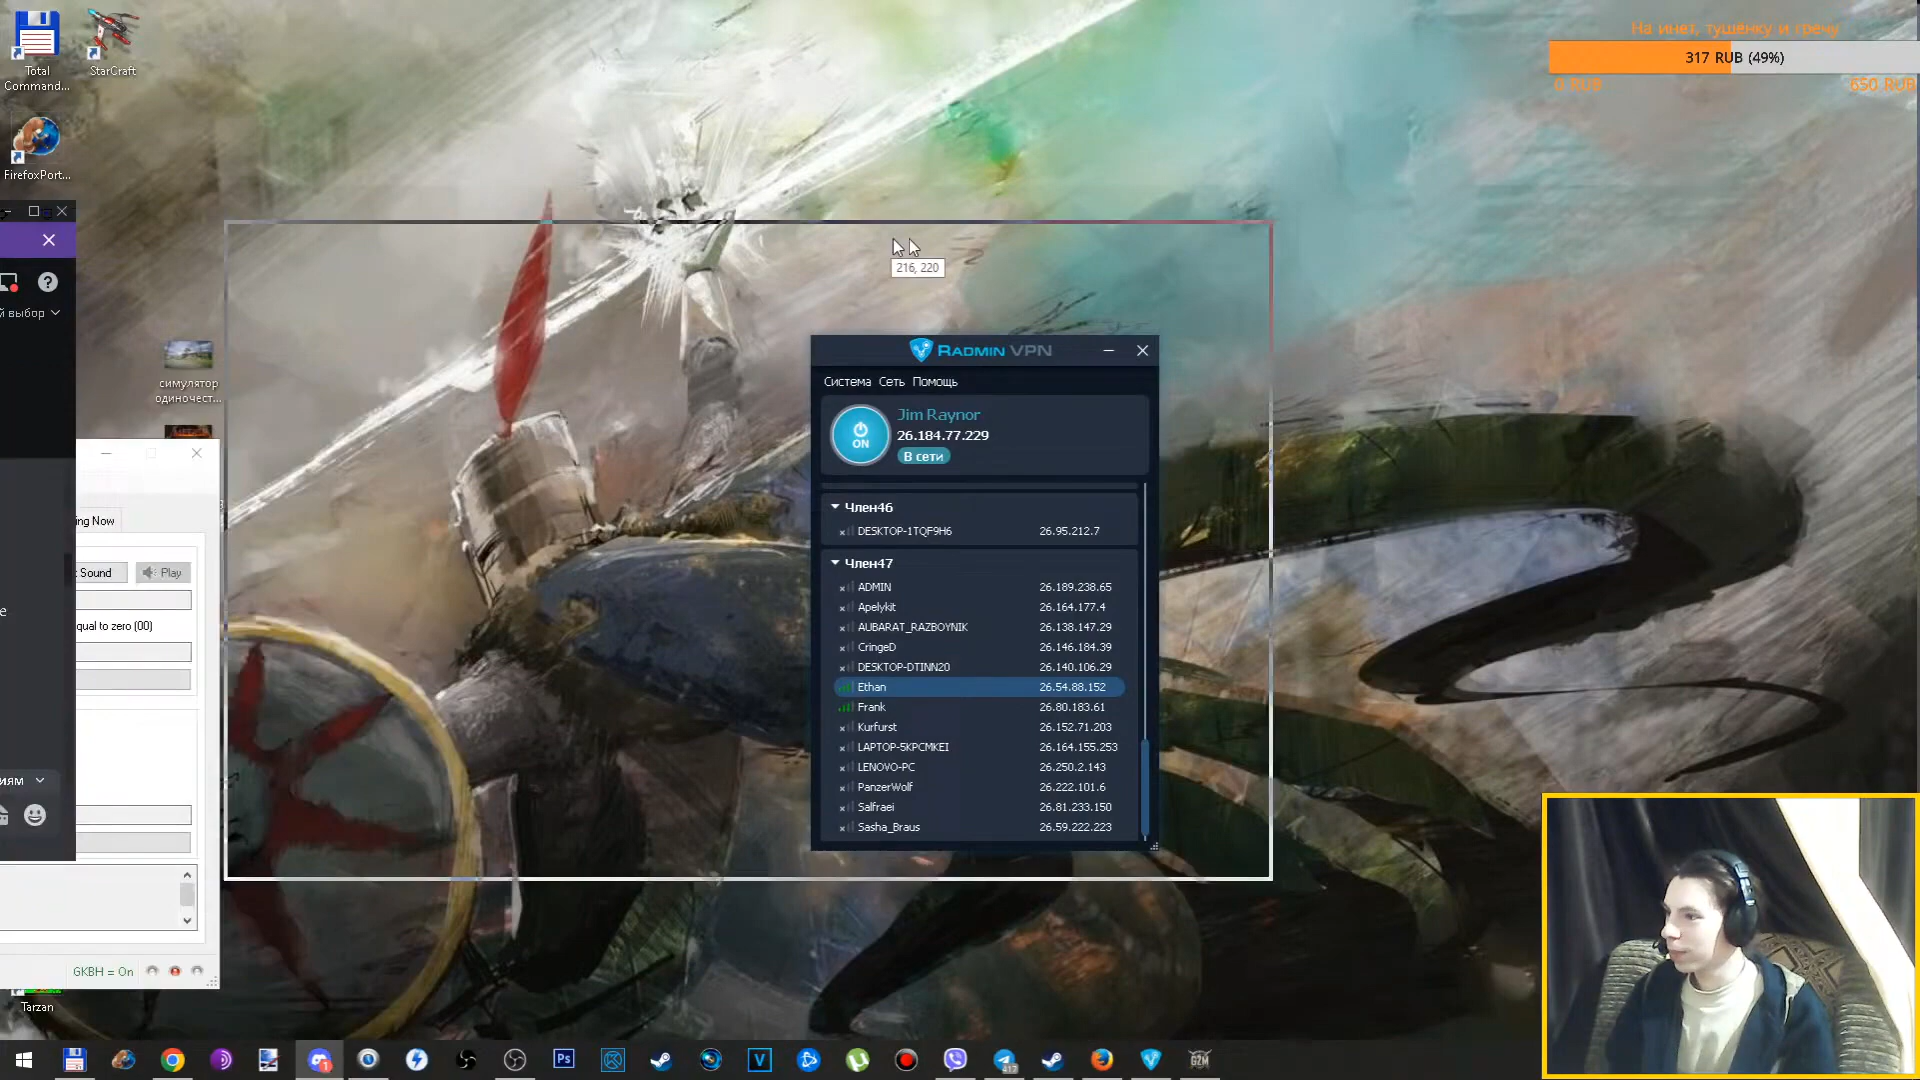 Total
Command...
StarCraft
FirefoxPort...
На инет, тушёнку и гречу
317 RUB (49%)
0 RUB
650 RUB
й выбор
симулятор
одиночест...
216, 220
RADMIN VPN
Система Сеть Помощь
Jim Raynor
ON
26.184.77.229
В сети
Член46
DESKTOP-1TQF9H6 26.95.212.7
Член47
ADMIN 26.189.238.65
Apelykit 26.164.177.4
AUBARAT_RAZBOYNIK 26.138.147.29
CringeD 26.146.184.39
DESKTOP-DTINN20 26.140.106.29
Ethan 26.54.88.152
Frank 26.80.183.61
Kurfurst 26.152.71.203
LAPTOP-5KPCMKEI 26.164.155.253
LENOVO-PC 26.250.2.143
PanzerWolf 26.222.101.6
Salfraei 26.81.233.150
Sasha_Braus 26.59.222.223
ing Now
Sound
Play
e
qual to zero (00)
иям
GKBH = On
Tarzan
1
Ps
V
417